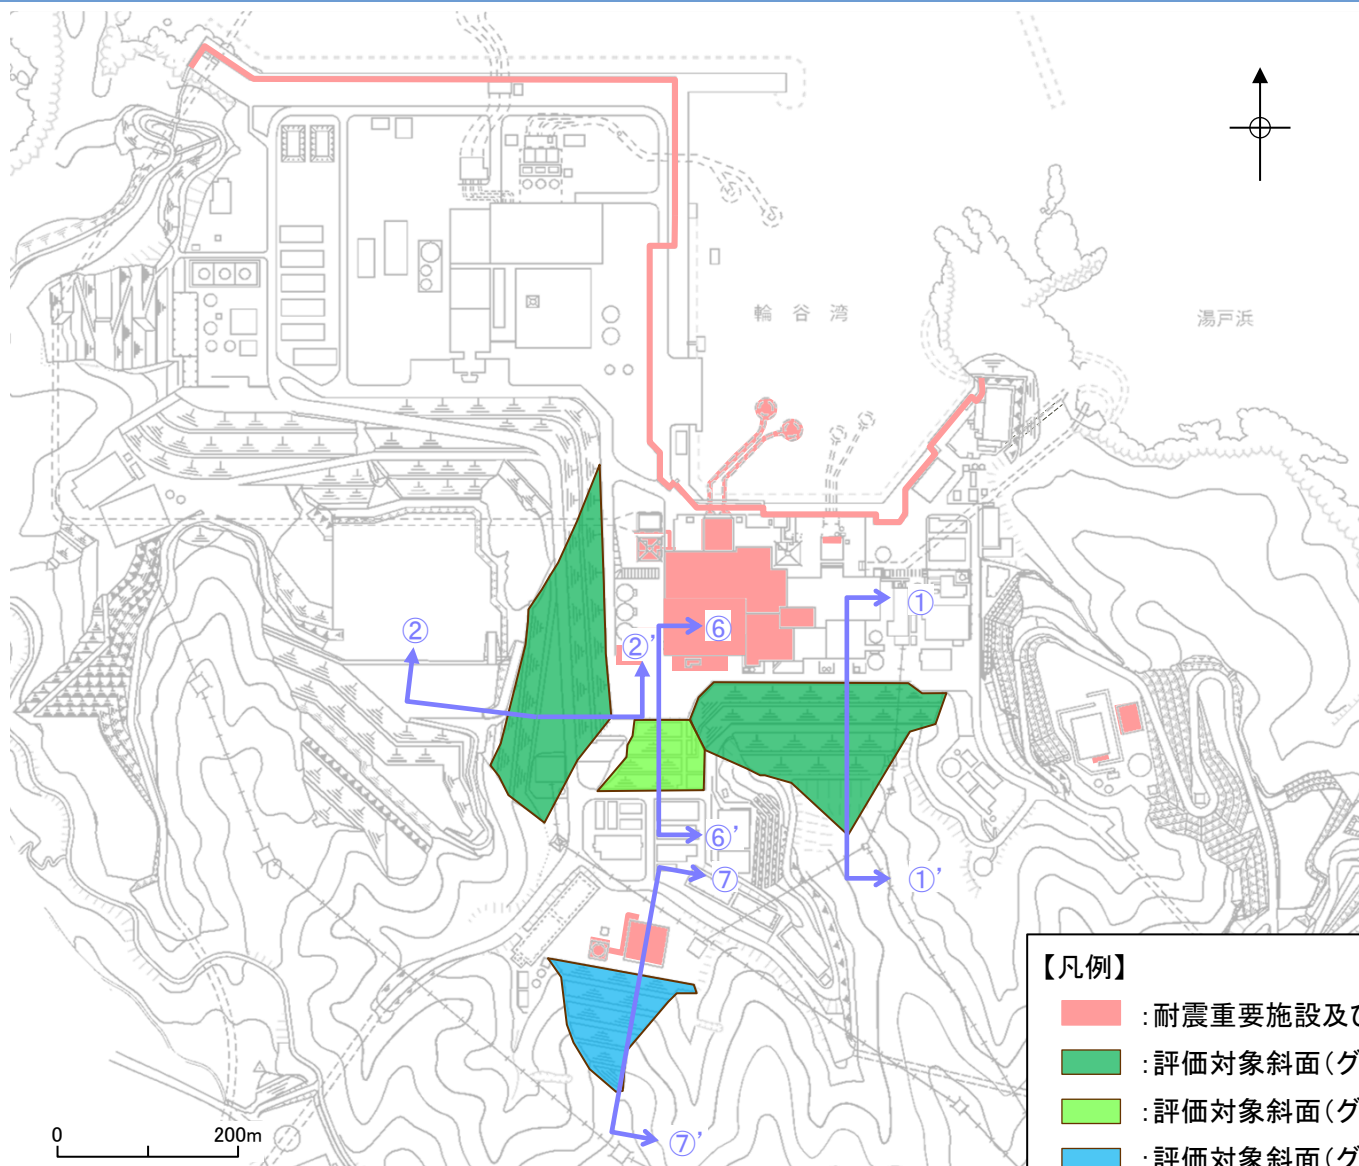 輪谷湾
湯戸浜
①
②
⑥
②'
⑥'
⑦
①'
【凡例】
:耐震重要施設及び
:評価対象斜面(グ
:評価対象斜面(グ
:評価対象斜面(グ
0 200m
⑦'